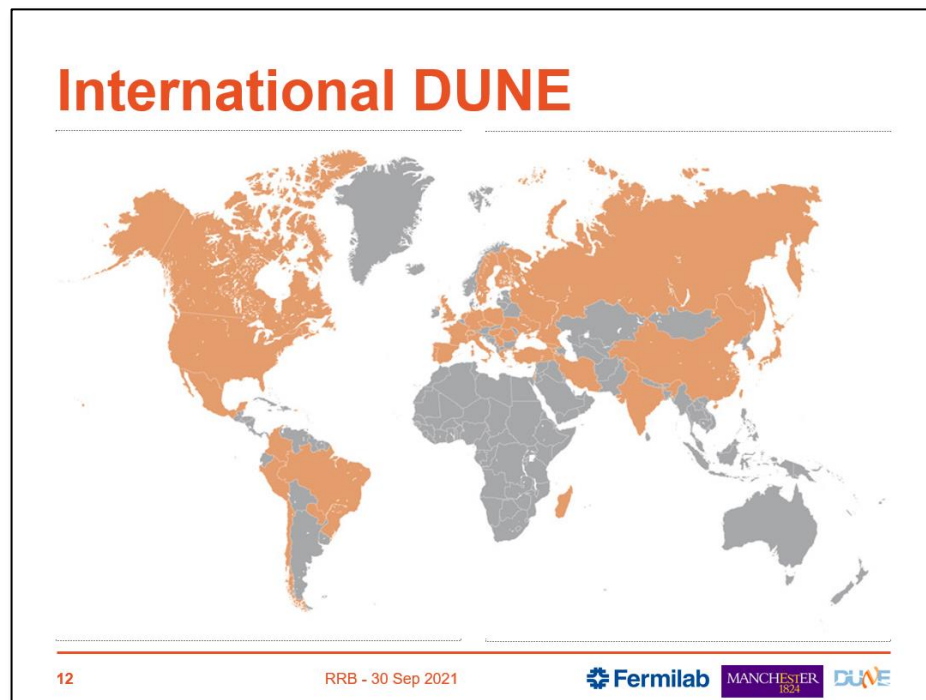 International DUNE
12
RRB - 30 Sep 2021
Fermilab
MANCHESTER
1824
DUNE